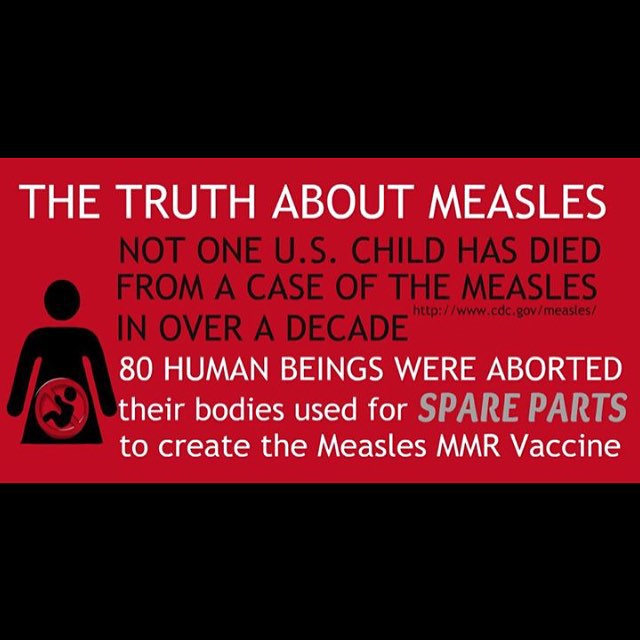 THE TRUTH ABOUT MEASLES
NOT ONE U.S. CHILD HAS DIED
FROM A CASE OF THE MEASLES
http://www.cdc.gov/measles/
IN OVER A DECADE
80 HUMAN BEINGS WERE ABORTED
their bodies used for SPARE PARTS
to create the Measles MMR Vaccine